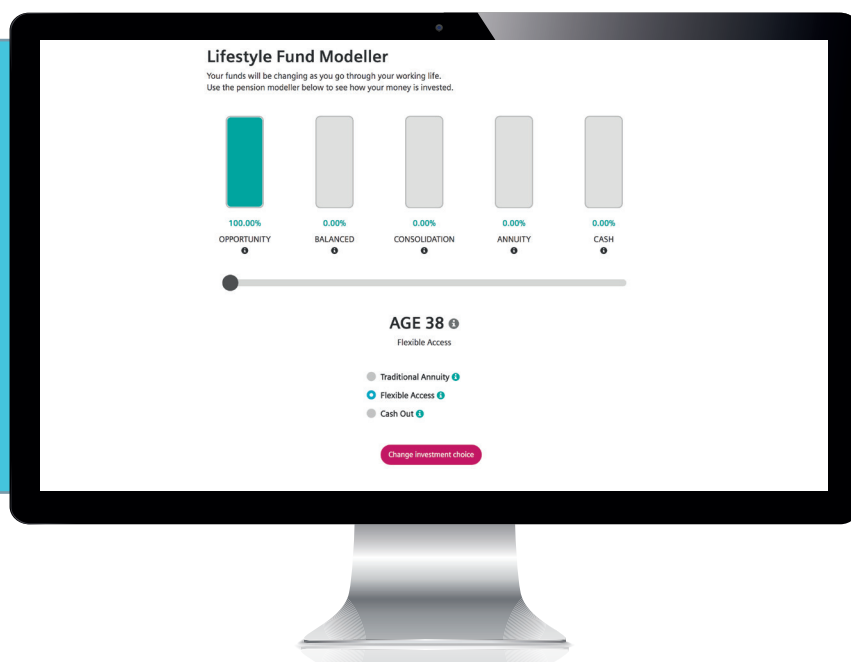 Lifestyle Fund Modeller
Your funds will be changing as you go through your working life.
Use the pension modeller below to see how your money is invested.
100.00% 0.00% 0.00% 0.00% 0.00%
OPPORTUNITY BALANCED CONSOLIDATION ANNUITY CASH
AGE 38
Flexible Access
Traditional Annuity
Flexible Access
Cash Out
Change investment choice